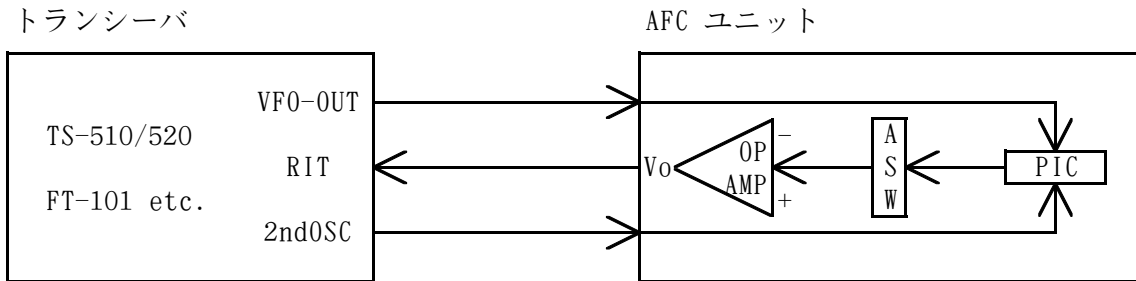 トランシーバ
AFC ユニット
VFO-OUT
TS-510/520
RIT
FT-101 etc.
2ndOSC
Vo
-
OP
AMP
+
A
S
W
PIC